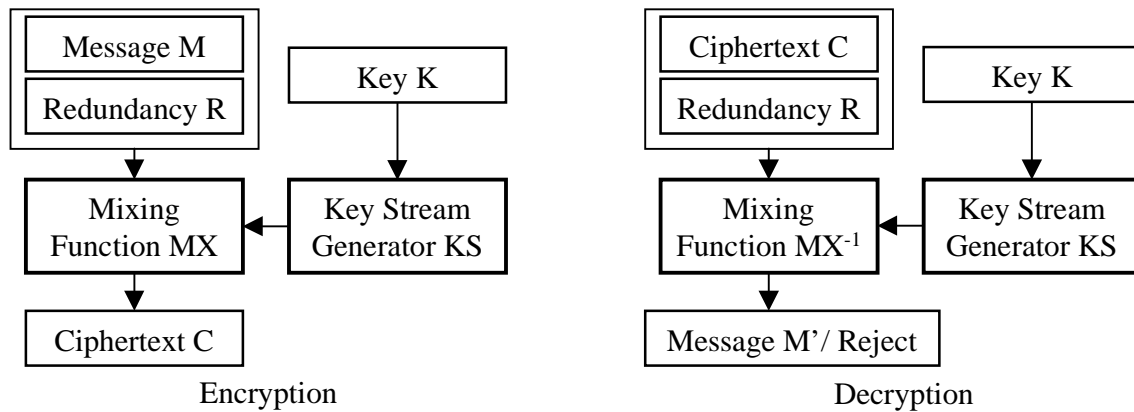 Message M
Redundancy R
Key K
Mixing
Function MX
Key Stream
Generator KS
Ciphertext C
Encryption
Ciphertext C
Redundancy R
Key K
Mixing
Function MX-1
Key Stream
Generator KS
Message M’/ Reject
Decryption